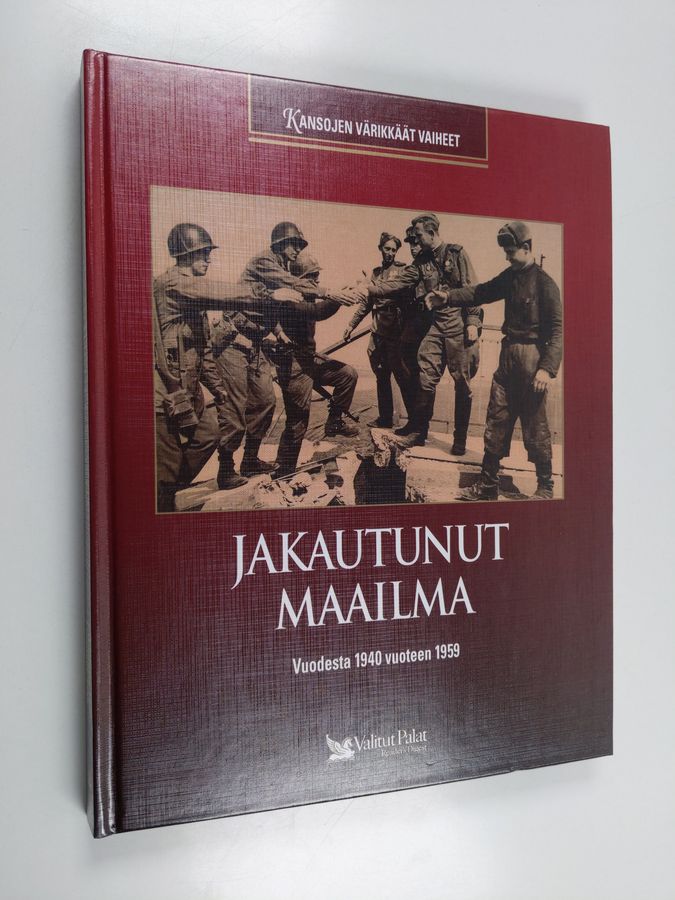 KANSOJEN VÄRIKKÄÄT VAIHEET
JAKAUTUNUT
MAAILMA
Vuodesta 1940 vuoteen 1959
Valitut Palat
Reader's Digest